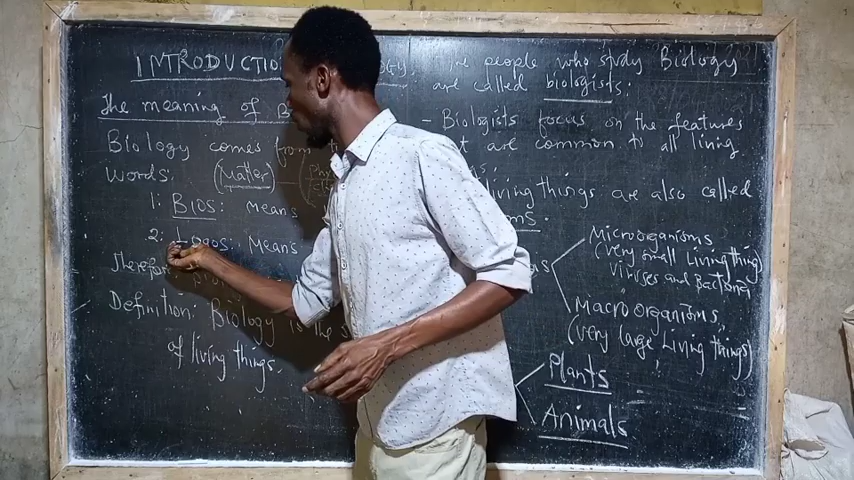 INTRODUCTION
The meaning of
Biology comes from
words: (Matter)
1: BIOS: means
2: Logos: Means
Therefore
Definition: Biology is the
of living things
The people who study Biology
are called biologists.
- Biologists focus on the features
that are common to all living
living things are also called
Microorganisms
(very small Living things)
viruses and Bacteria
Macroorganisms
(very large Living things)
Plants
Animals